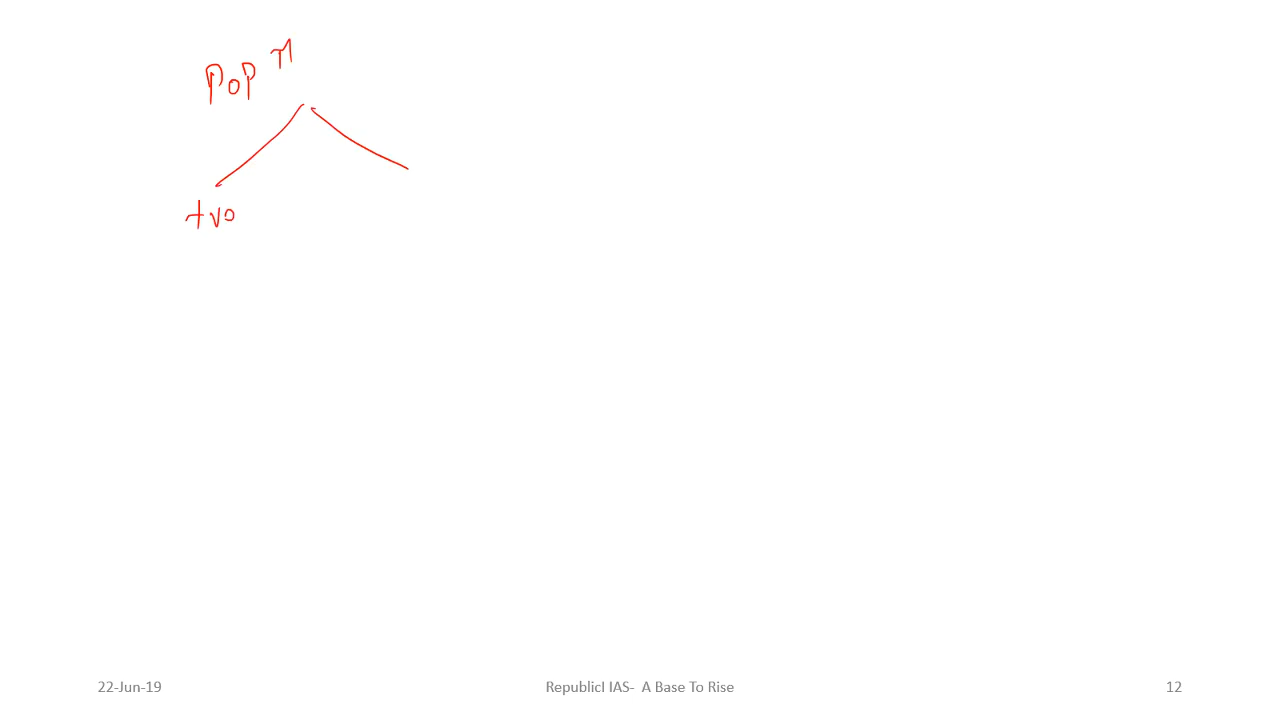 POP ↑
+ve
22-Jun-19
RepublicI IAS- A Base To Rise
12